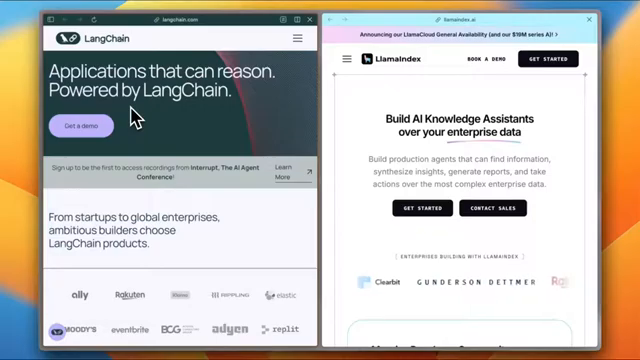 langchain.com
LangChain
Applications that can reason.
Powered by LangChain.
Get a demo
Sign up to be the first to access recordings from Interrupt, The AI Agent
Conference!
Learn
More
From startups to global enterprises,
ambitious builders choose
LangChain products.
ally
Rakuten
Klarna
RIPPLING
elastic
MOODY'S
eventbrite
BCG
adyen
replit
llamaindex.ai
Announcing our LlamaCloud General Availability (and our $19M series A)!
LlamaIndex
BOOK A DEMO
GET STARTED
Build AI Knowledge Assistants
over your enterprise data
Build production agents that can find information,
synthesize insights, generate reports, and take
actions over the most complex enterprise data.
GET STARTED
CONTACT SALES
ENTERPRISES BUILDING WITH LLAMAINDEX
Clearbit
GUNDERSON DETTMER